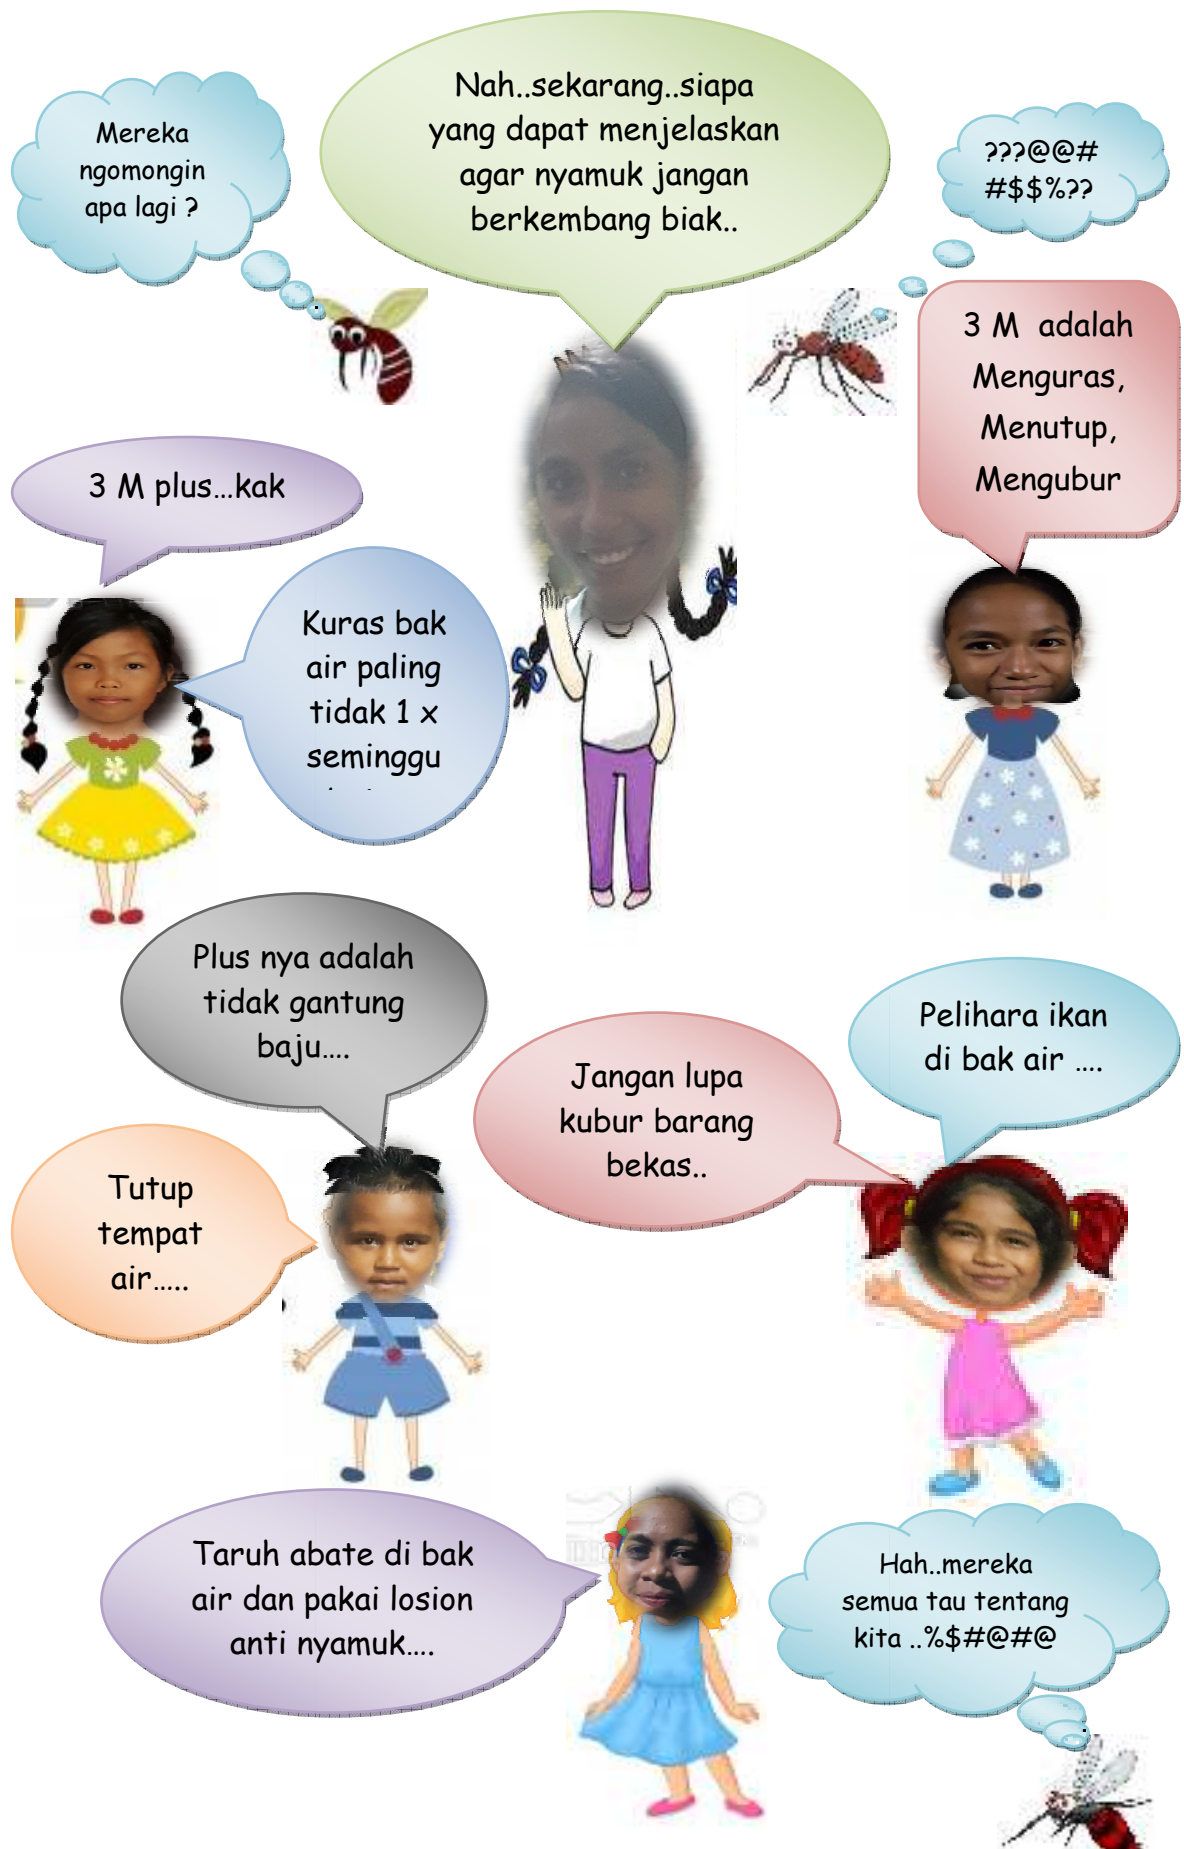 Nah..sekarang..siapa
yang dapat menjelaskan
agar nyamuk jangan
berkembang biak..
Mereka
ngomongin
apa lagi ?
???@@#
#$$%??
3 M  adalah
Menguras,
Menutup,
Mengubur
3 M plus...kak
Kuras bak
air paling
tidak 1 x
seminggu
Plus nya adalah
tidak gantung
baju....
Pelihara ikan
di bak air ....
Jangan lupa
kubur barang
bekas..
Tutup
tempat
air.....
Taruh abate di bak
air dan pakai losion
anti nyamuk....
Hah..mereka
semua tau tentang
kita ..%$#@#@